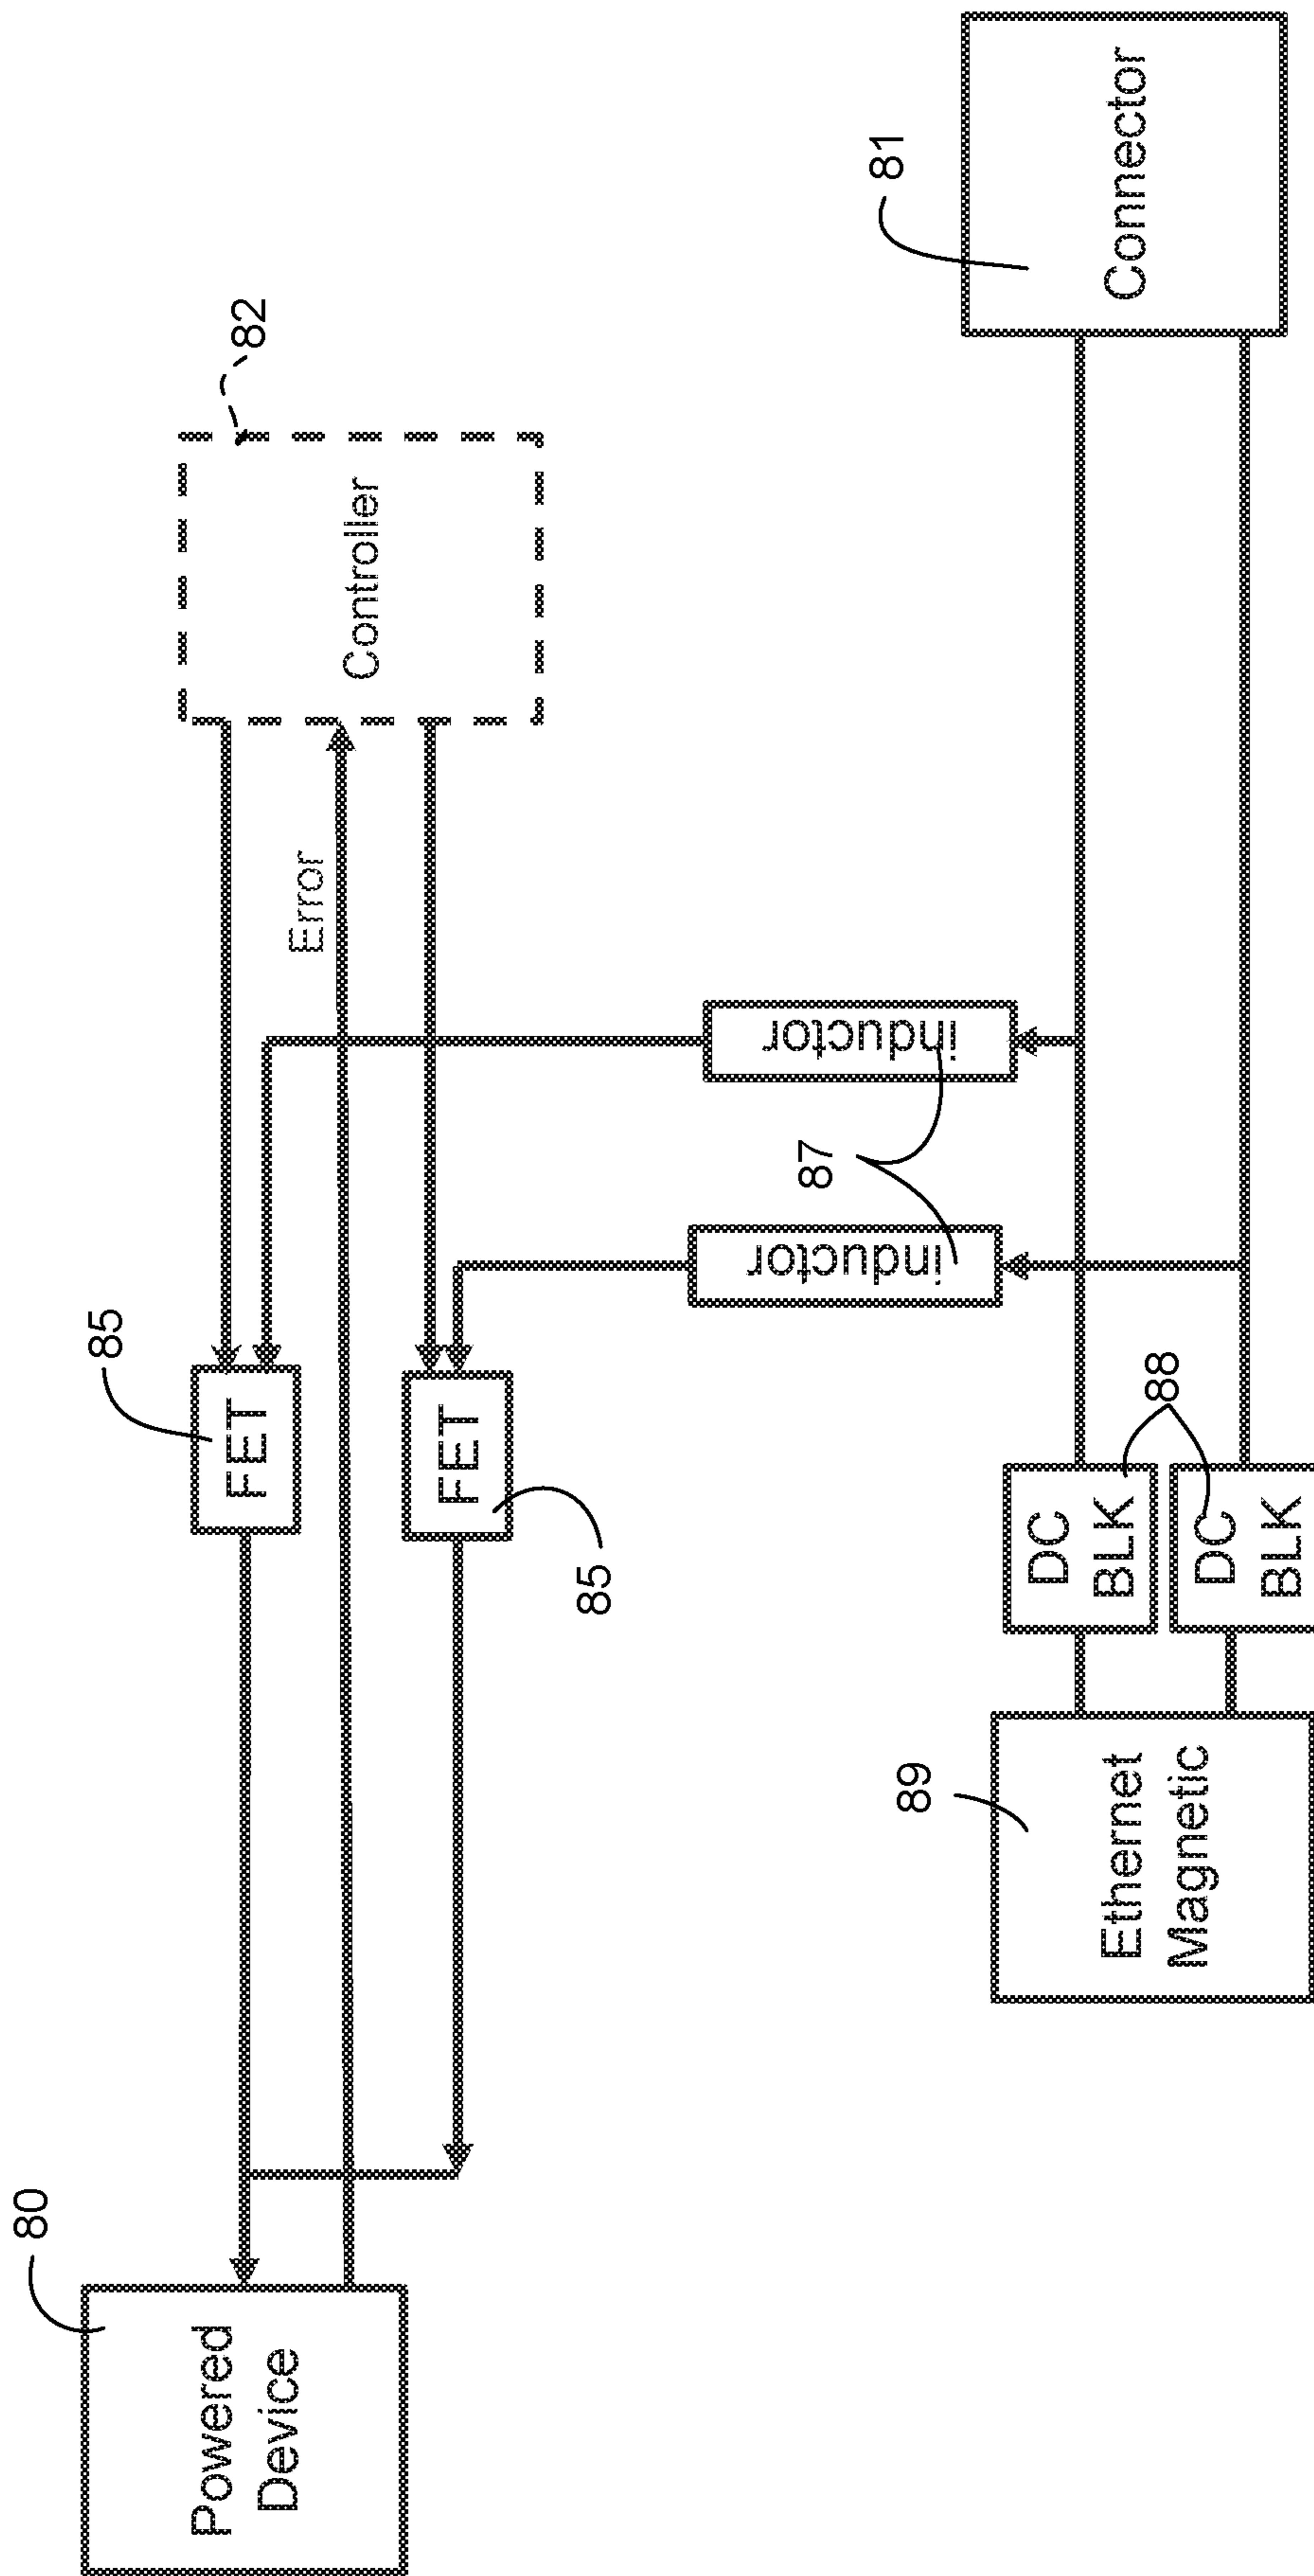 80
Powered
Device
85
FET
FET
85
Error
82
Controller
inductor
inductor
87
81
Connector
88
DC
BLK
DC
BLK
89
Ethernet
Magnetic